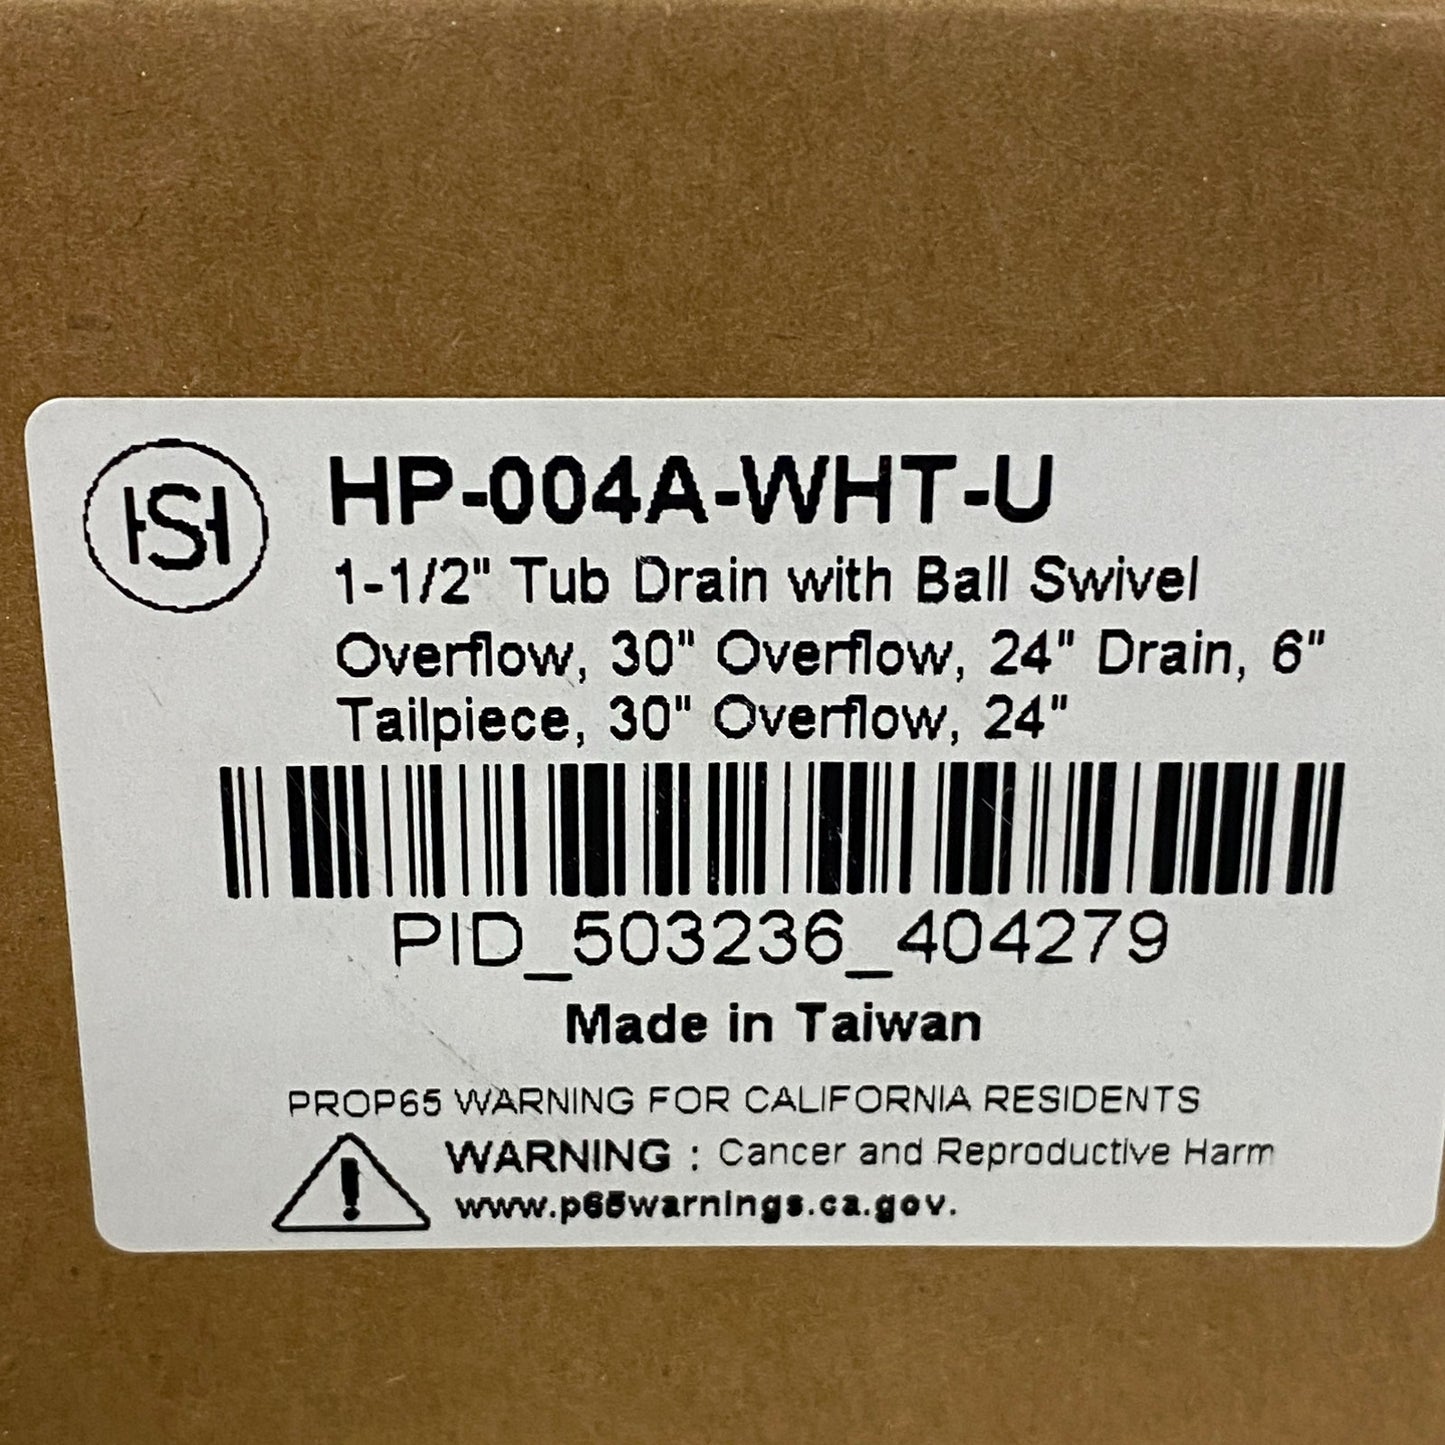 HSH
HP-004A-WHT-U
1-1/2" Tub Drain with Ball Swivel
Overflow, 30" Overflow, 24" Drain, 6"
Tailpiece, 30" Overflow, 24"
PID_503236_404279
Made in Taiwan
PROP65 WARNING FOR CALIFORNIA RESIDENTS
WARNING : Cancer and Reproductive Harm
www.p65warnings.ca.gov.